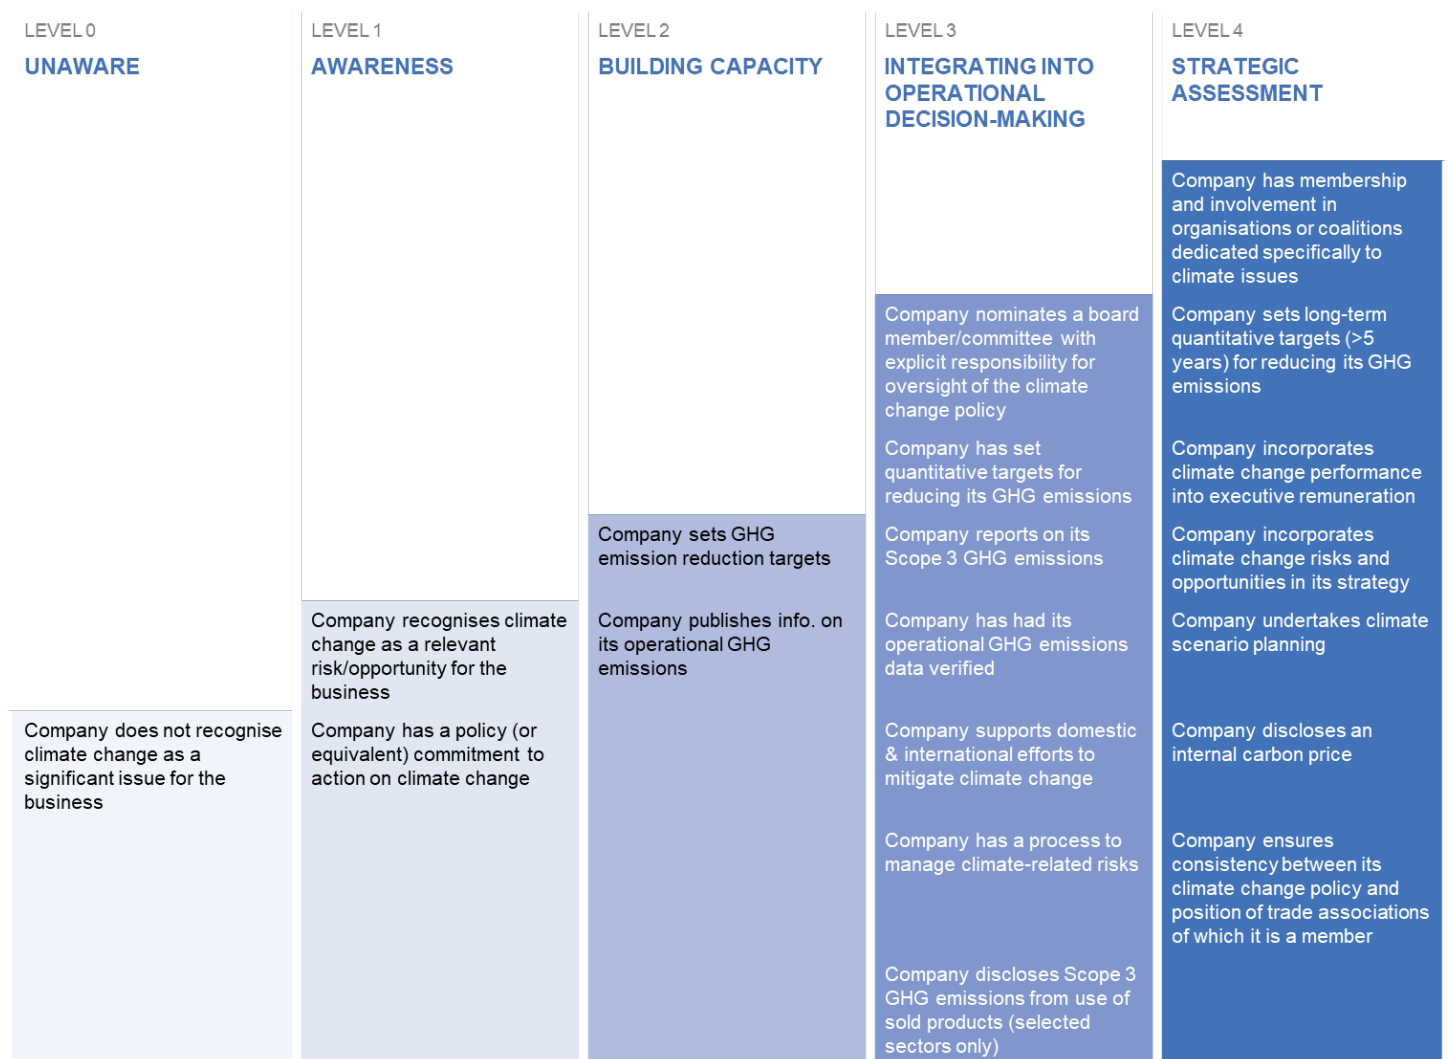 LEVEL 0
UNAWARE
Company does not recognise
climate change as a
significant issue for the
business
LEVEL 1
AWARENESS
Company recognises climate
change as a relevant
risk/opportunity for the
business
Company has a policy (or
equivalent) commitment to
action on climate change
LEVEL 2
BUILDING CAPACITY
Company sets GHG
emission reduction targets
Company publishes info. on
its operational GHG
emissions
LEVEL 3
INTEGRATING INTO
OPERATIONAL
DECISION-MAKING
Company nominates a board
member/committee with
explicit responsibility for
oversight of the climate
change policy
Company has set
quantitative targets for
reducing its GHG emissions
Company reports on its
Scope 3 GHG emissions
Company has had its
operational GHG emissions
data verified
Company supports domestic
& international efforts to
mitigate climate change
Company has a process to
manage climate-related risks
Company discloses Scope 3
GHG emissions from use of
sold products (selected
sectors only)
LEVEL 4
STRATEGIC
ASSESSMENT
Company has membership
and involvement in
organisations or coalitions
dedicated specifically to
climate issues
Company sets long-term
quantitative targets (>5
years) for reducing its GHG
emissions
Company incorporates
climate change performance
into executive remuneration
Company incorporates
climate change risks and
opportunities in its strategy
Company undertakes climate
scenario planning
Company discloses an
internal carbon price
Company ensures
consistency between its
climate change policy and
position of trade associations
of which it is a member